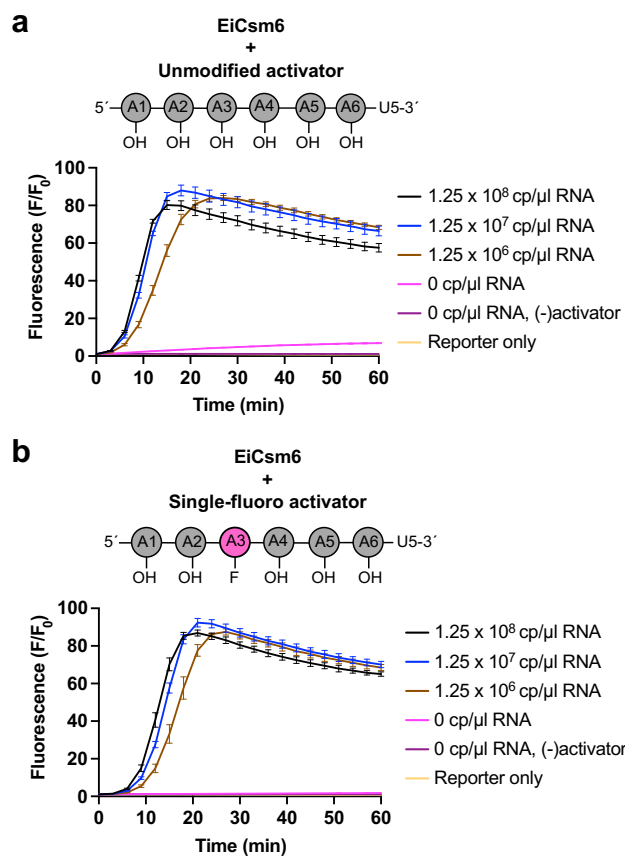 a
EiCsm6
+
Unmodified activator
5´ A1 A2 A3 A4 A5 A6 U5-3´
OH OH OH OH OH OH
Fluorescence (F/F₀)
100
80
60
40
20
0
0 10 20 30 40 50 60
Time (min)
1.25 x 10⁸ cp/µl RNA
1.25 x 10⁷ cp/µl RNA
1.25 x 10⁶ cp/µl RNA
0 cp/µl RNA
0 cp/µl RNA, (-)activator
Reporter only
b
EiCsm6
+
Single-fluoro activator
5´ A1 A2 A3 A4 A5 A6 U5-3´
OH OH F OH OH OH
Fluorescence (F/F₀)
100
80
60
40
20
0
0 10 20 30 40 50 60
Time (min)
1.25 x 10⁸ cp/µl RNA
1.25 x 10⁷ cp/µl RNA
1.25 x 10⁶ cp/µl RNA
0 cp/µl RNA
0 cp/µl RNA, (-)activator
Reporter only